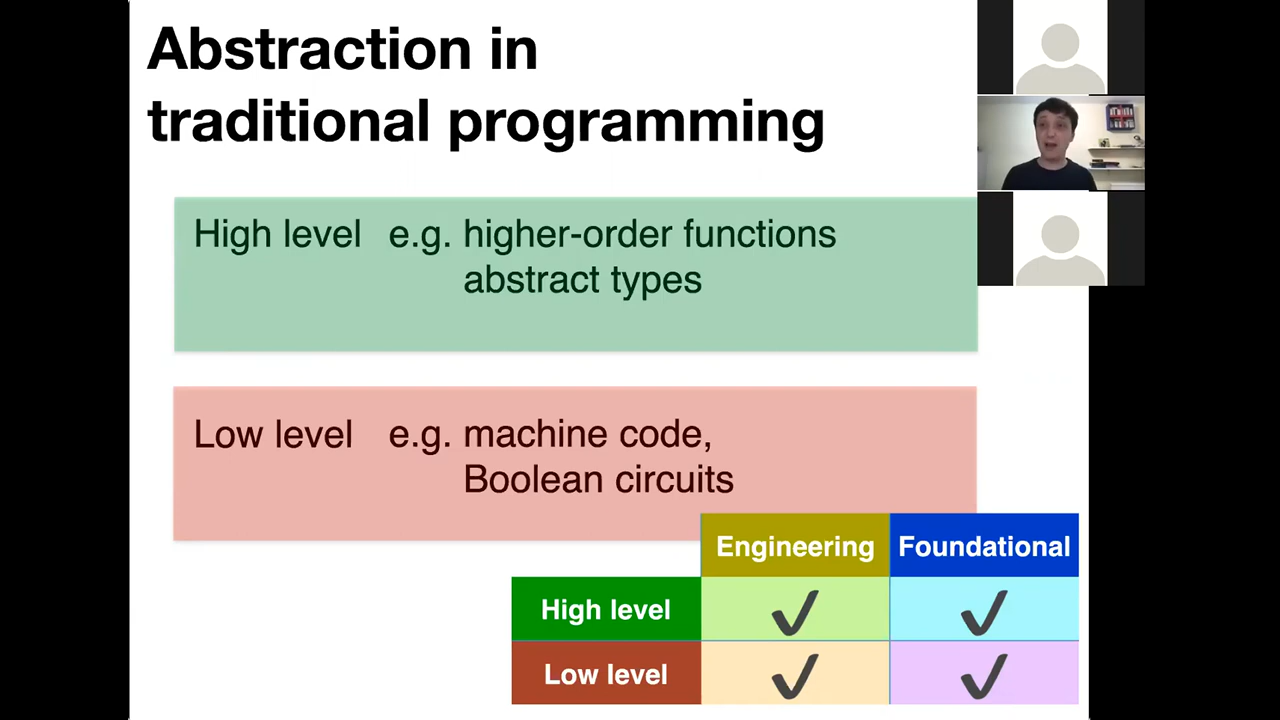 Abstraction in
traditional programming
High level e.g. higher-order functions
abstract types
Low level e.g. machine code,
Boolean circuits
Engineering Foundational
High level ✓ ✓
Low level ✓ ✓